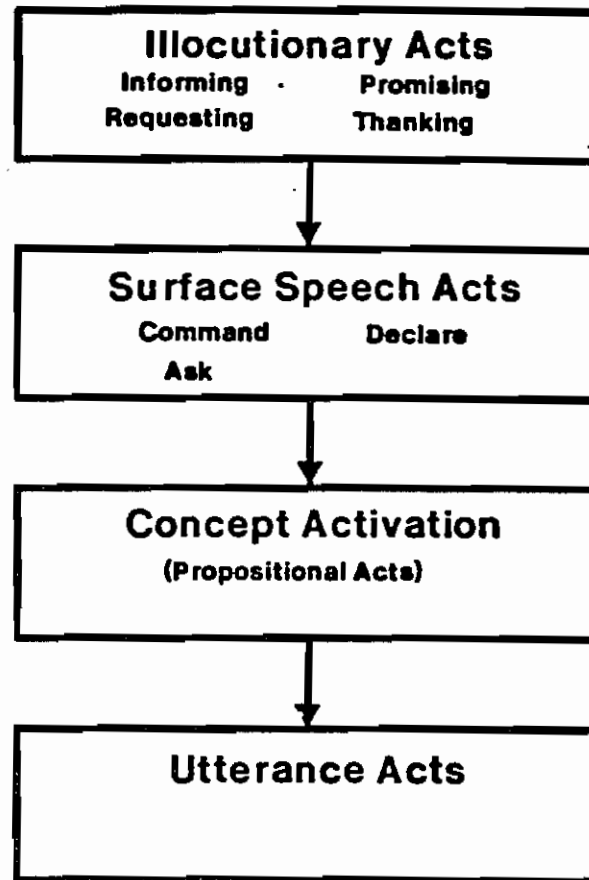 Illocutionary Acts
Informing Promising
Requesting Thanking
Surface Speech Acts
Command Declare
Ask
Concept Activation
(Propositional Acts)
Utterance Acts